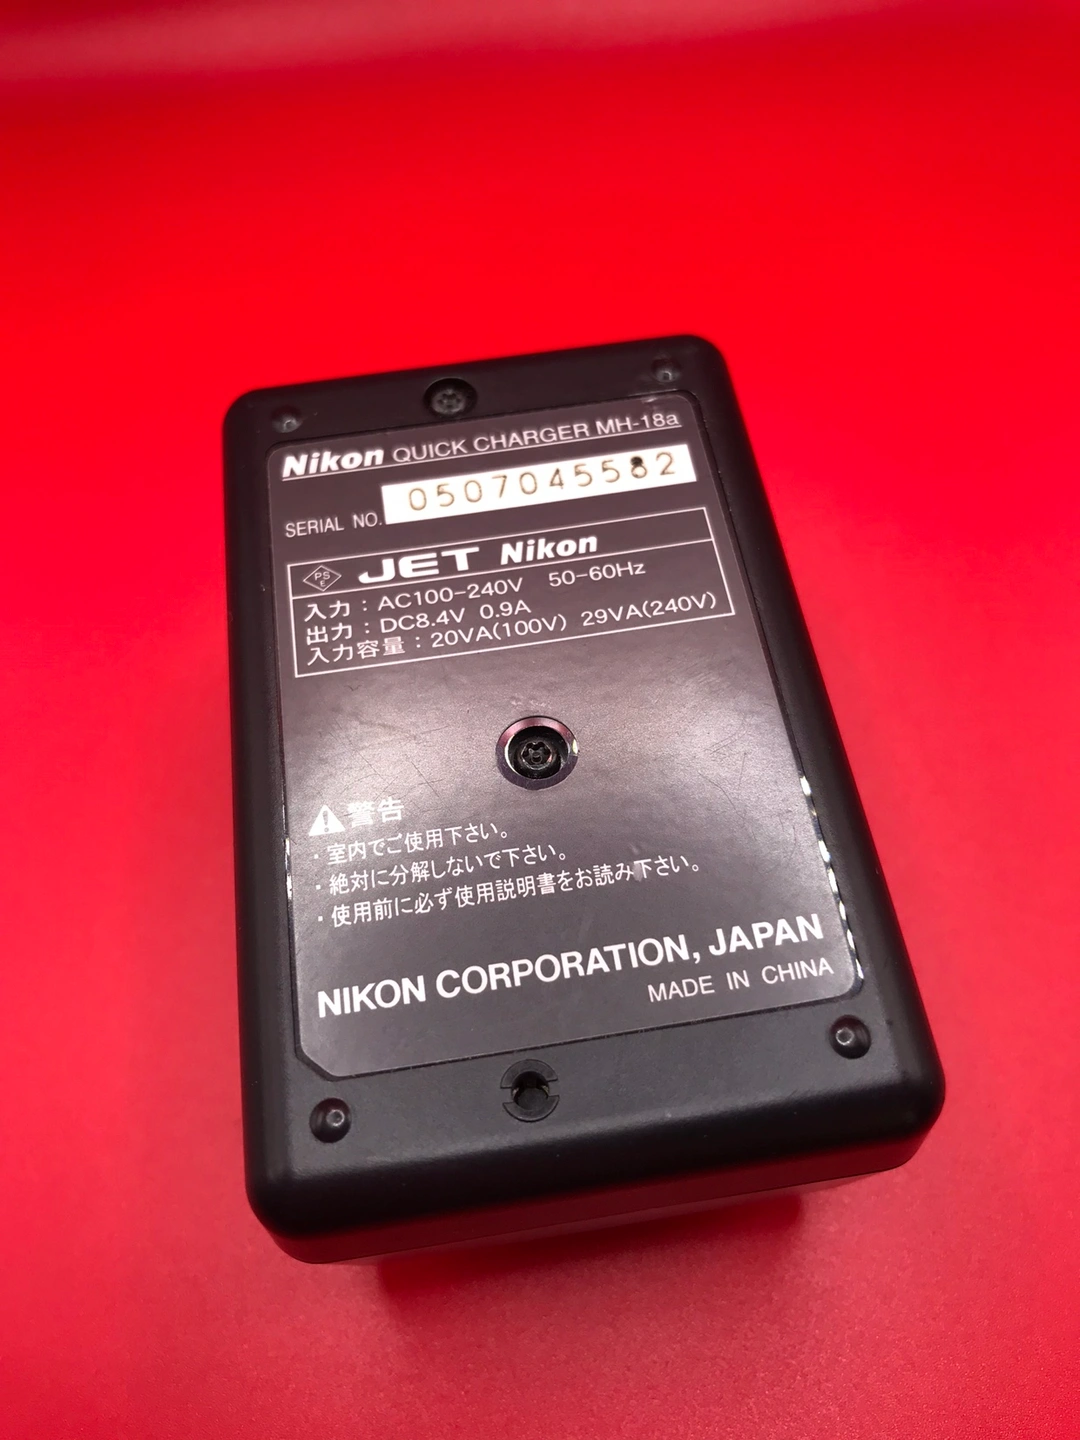 Nikon QUICK CHARGER MH-18a
SERIAL NO. 0507045582
PS E JET Nikon
入力：AC100-240V 50-60Hz
出力：DC8.4V 0.9A
入力容量：20VA(100V) 29VA(240V)
警告
・室内でご使用下さい。
・絶対に分解しないで下さい。
・使用前に必ず使用説明書をお読み下さい。
NIKON CORPORATION, JAPAN
MADE IN CHINA